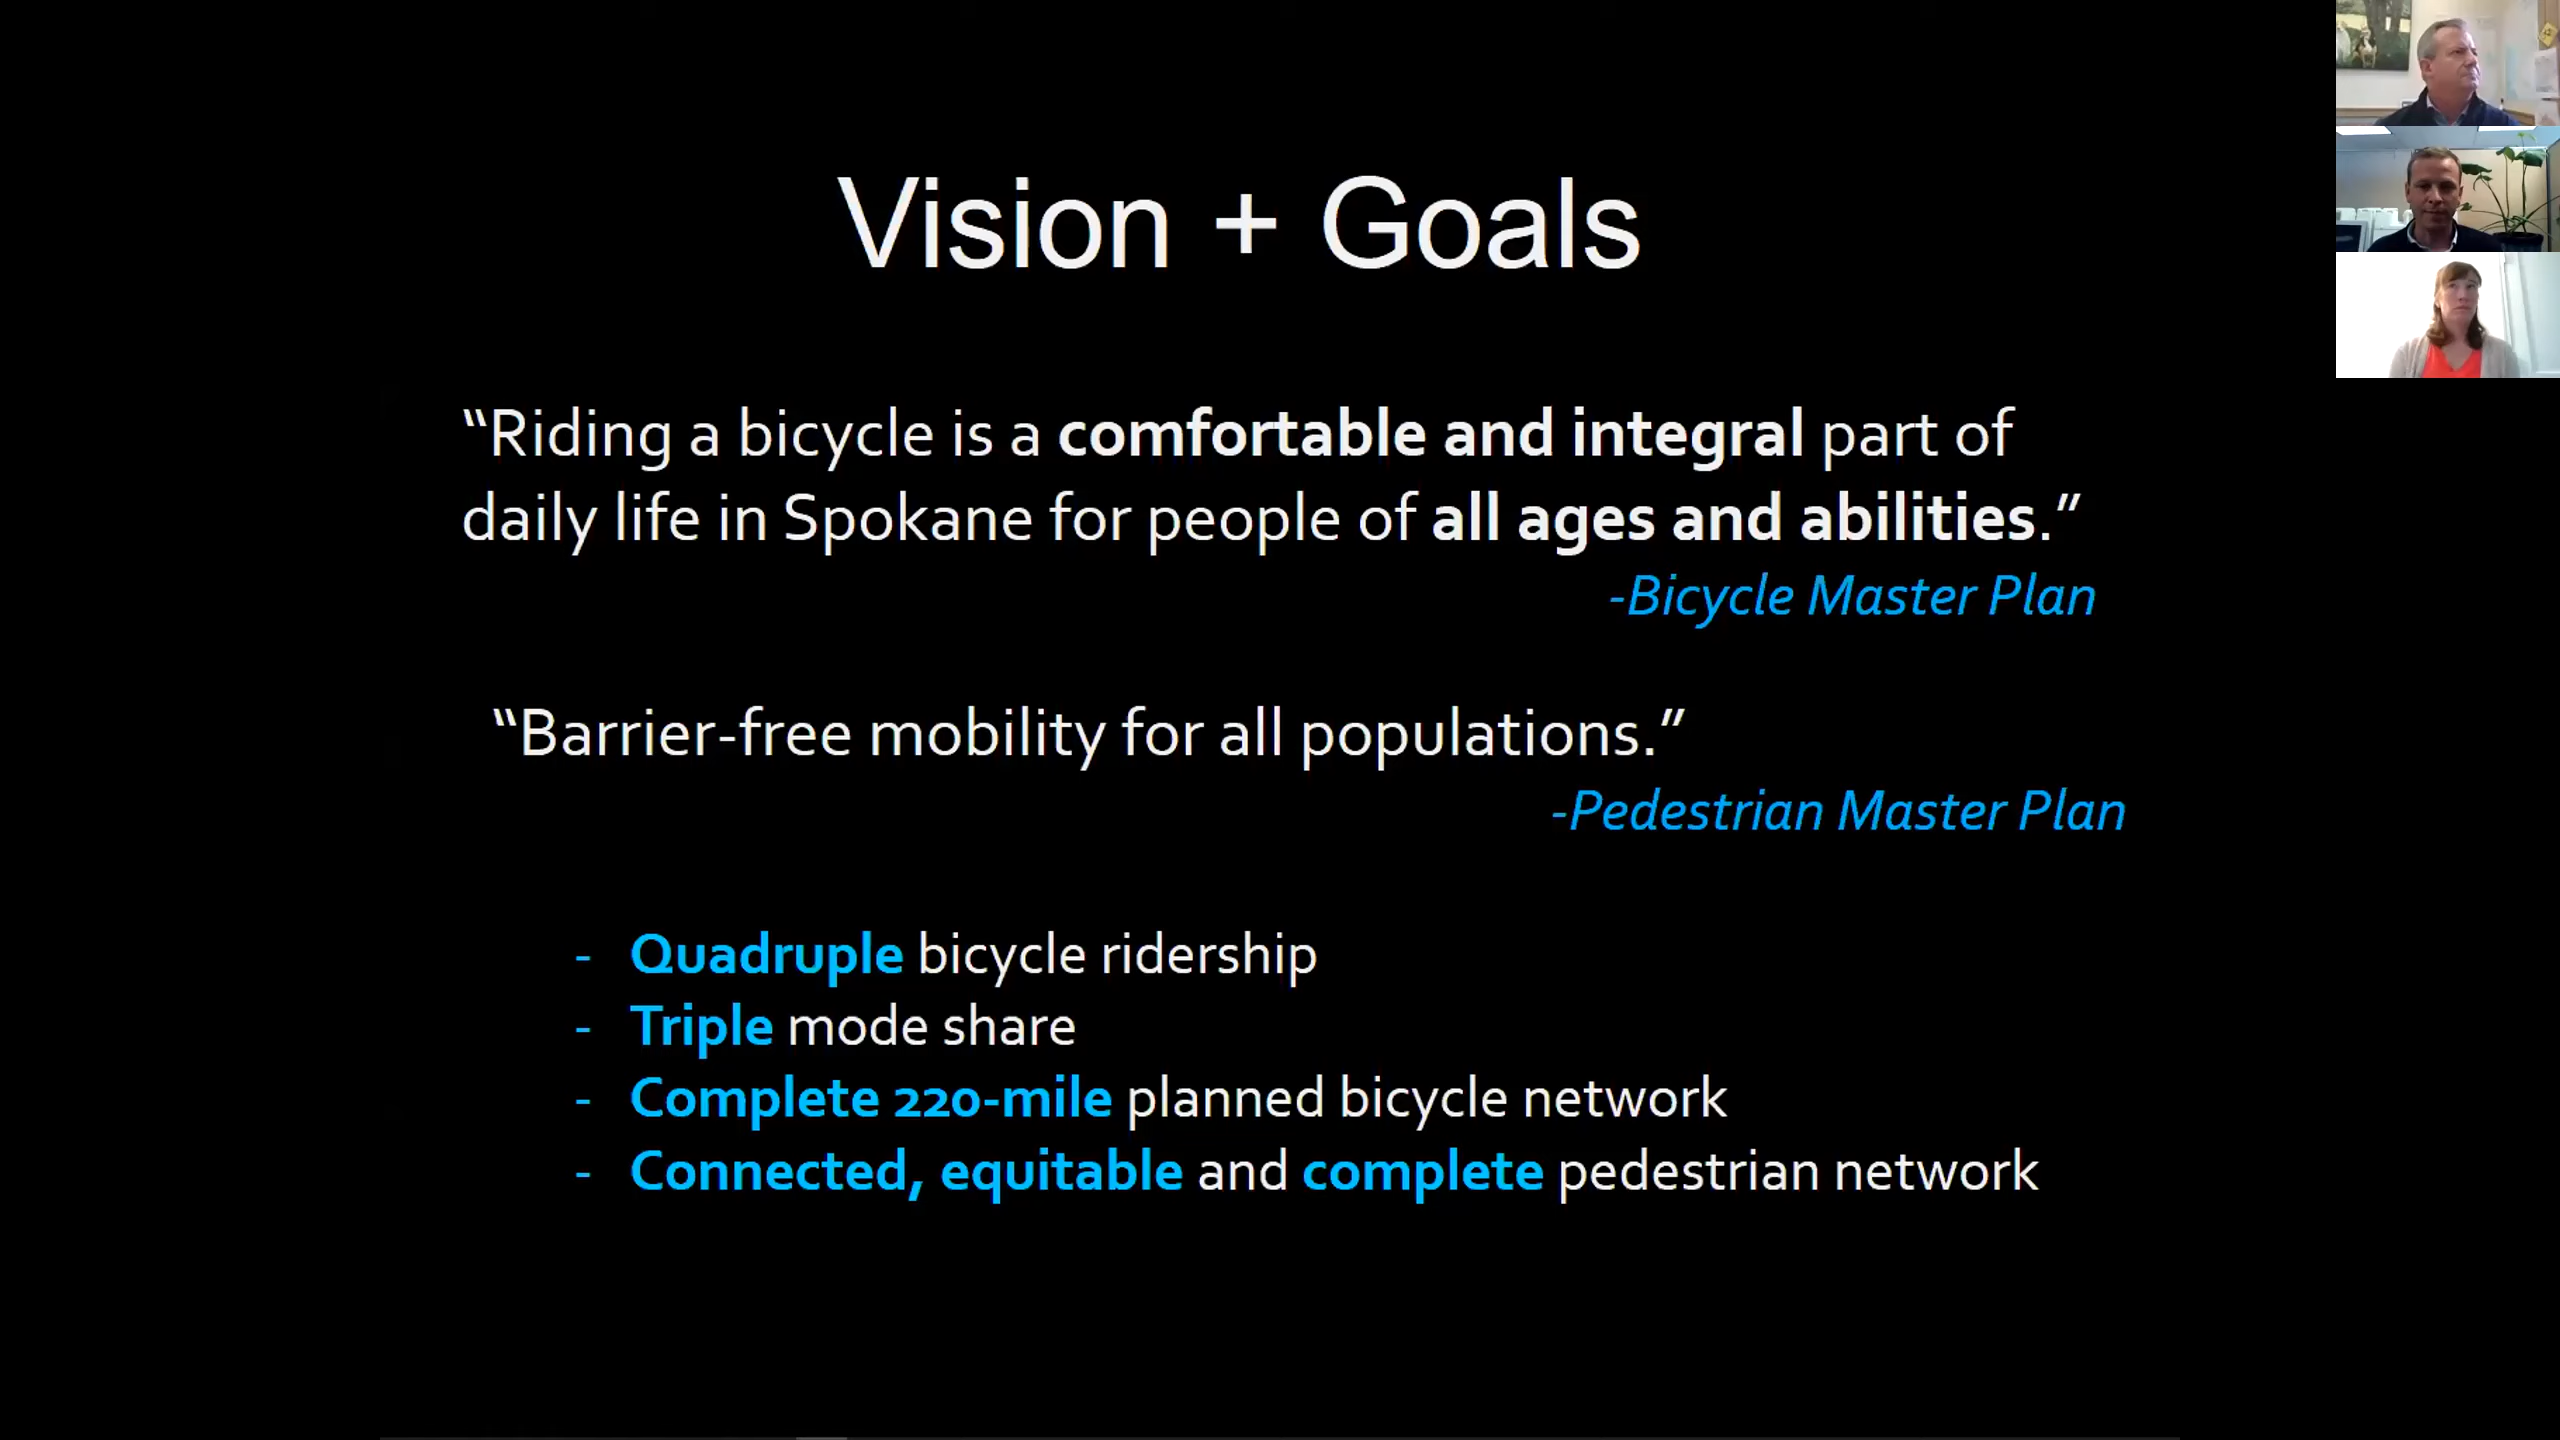 Vision + Goals
“Riding a bicycle is a comfortable and integral part of
daily life in Spokane for people of all ages and abilities.”
-Bicycle Master Plan
“Barrier-free mobility for all populations.”
-Pedestrian Master Plan
- Quadruple bicycle ridership
- Triple mode share
- Complete 220-mile planned bicycle network
- Connected, equitable and complete pedestrian network